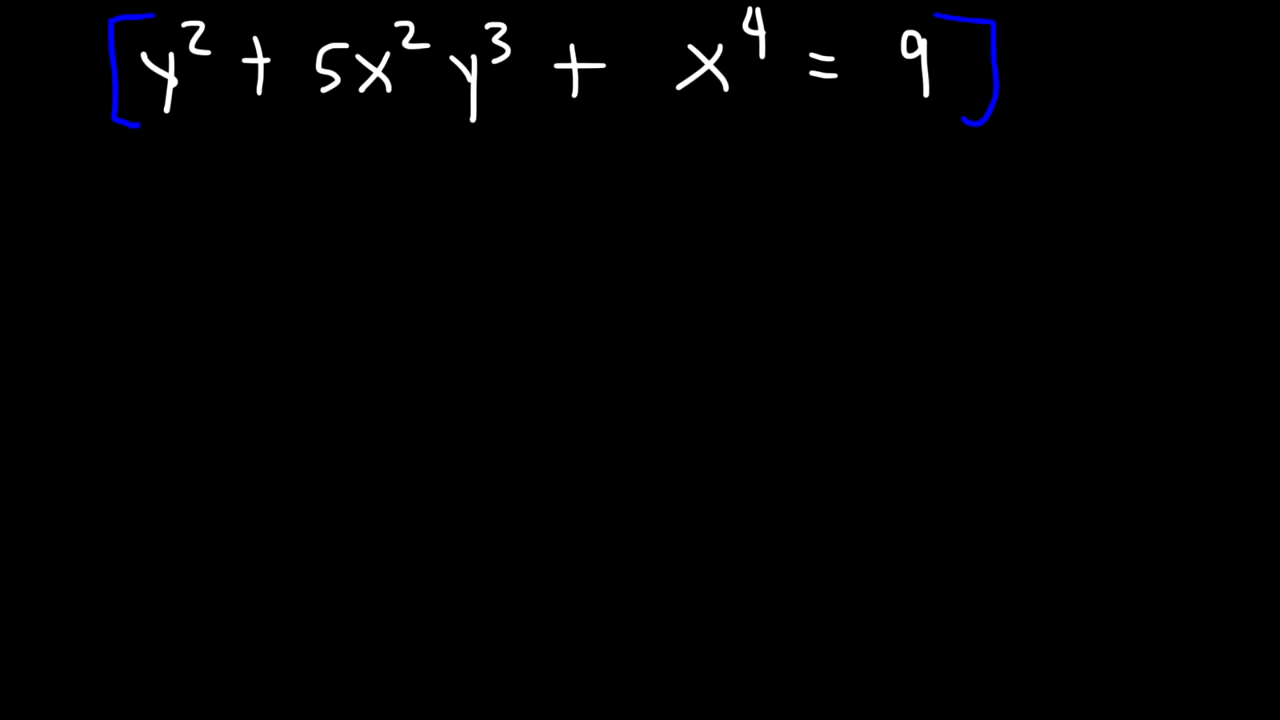 [y² + 5x²y³ + x⁴ = 9]